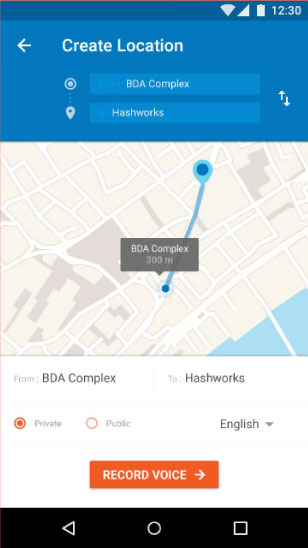 12:30
Create Location
from: BDA Complex
to: Hashworks
BDA Complex
300 m
From : BDA Complex
To : Hashworks
Private
Public
English
RECORD VOICE